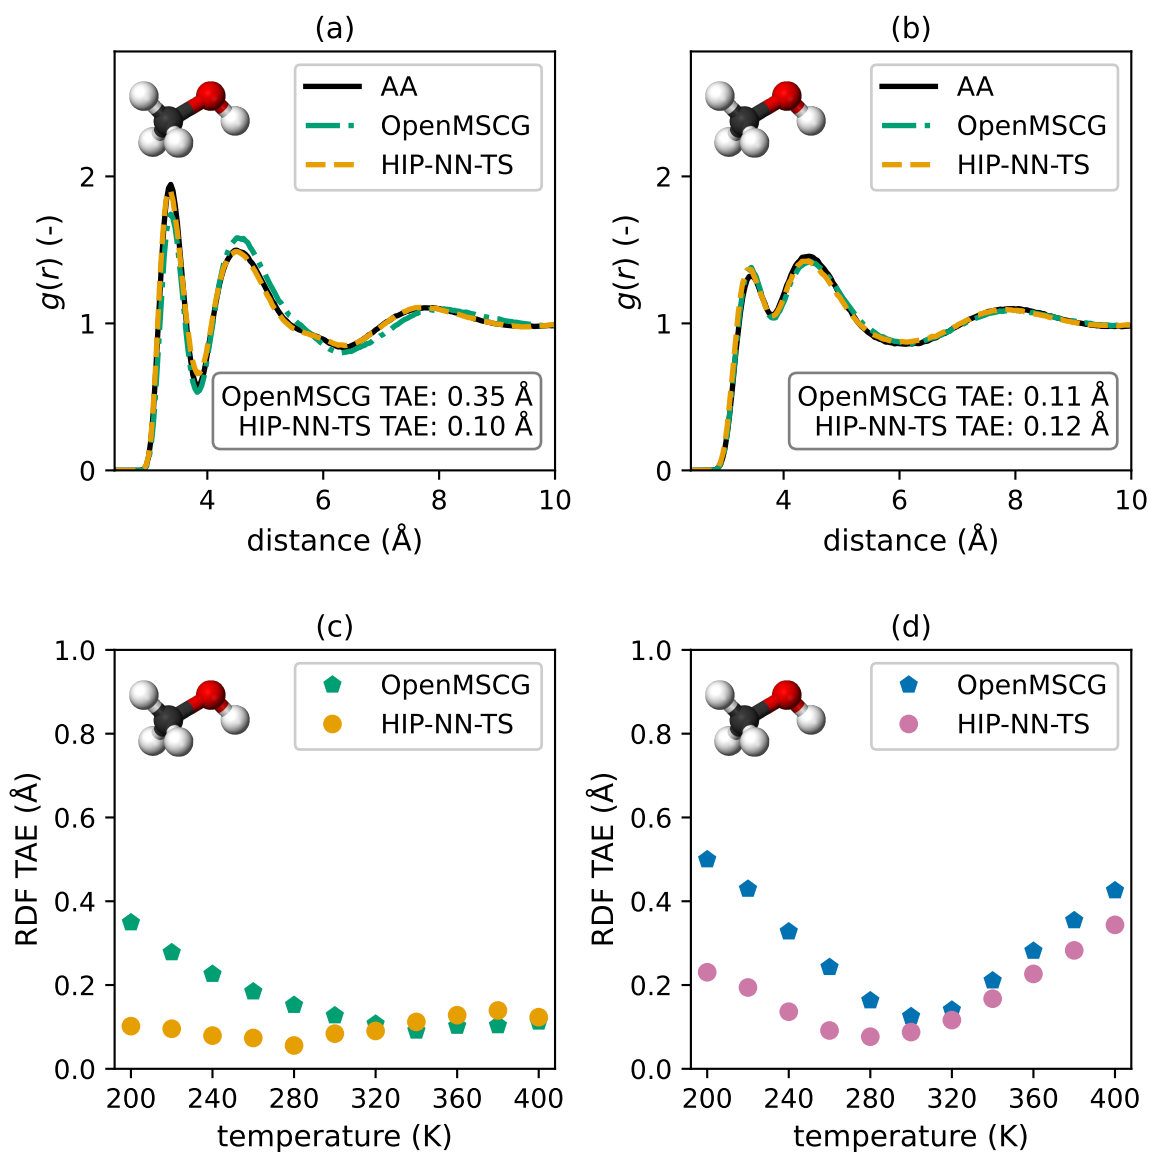 (a)
AA
OpenMSCG
HIP-NN-TS
2
1
0
g(r) (-)
OpenMSCG TAE: 0.35 Å
HIP-NN-TS TAE: 0.10 Å
4
6
8
10
distance (Å)
(b)
AA
OpenMSCG
HIP-NN-TS
2
1
0
g(r) (-)
OpenMSCG TAE: 0.11 Å
HIP-NN-TS TAE: 0.12 Å
4
6
8
10
distance (Å)
(c)
OpenMSCG
HIP-NN-TS
1.0
0.8
0.6
0.4
0.2
0.0
RDF TAE (Å)
200
240
280
320
360
400
temperature (K)
(d)
OpenMSCG
HIP-NN-TS
1.0
0.8
0.6
0.4
0.2
0.0
RDF TAE (Å)
200
240
280
320
360
400
temperature (K)